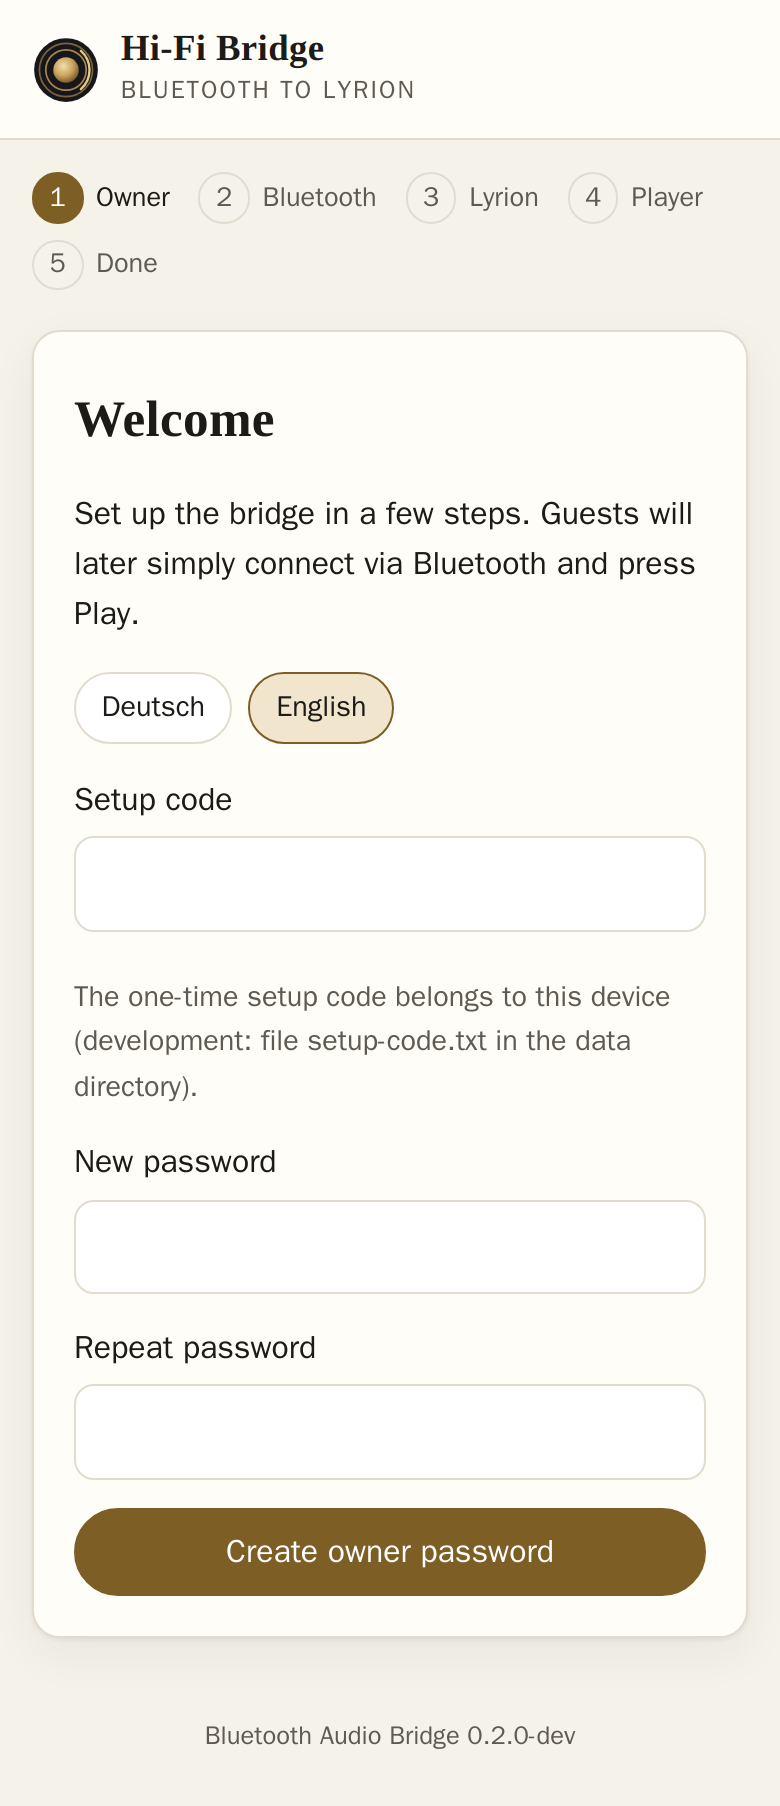 Hi-Fi Bridge
BLUETOOTH TO LYRION
1 Owner 2 Bluetooth 3 Lyrion 4 Player
5 Done
Welcome
Set up the bridge in a few steps. Guests will
later simply connect via Bluetooth and press
Play.
Deutsch English
Setup code
The one-time setup code belongs to this device
(development: file setup-code.txt in the data
directory).
New password
Repeat password
Create owner password
Bluetooth Audio Bridge 0.2.0-dev